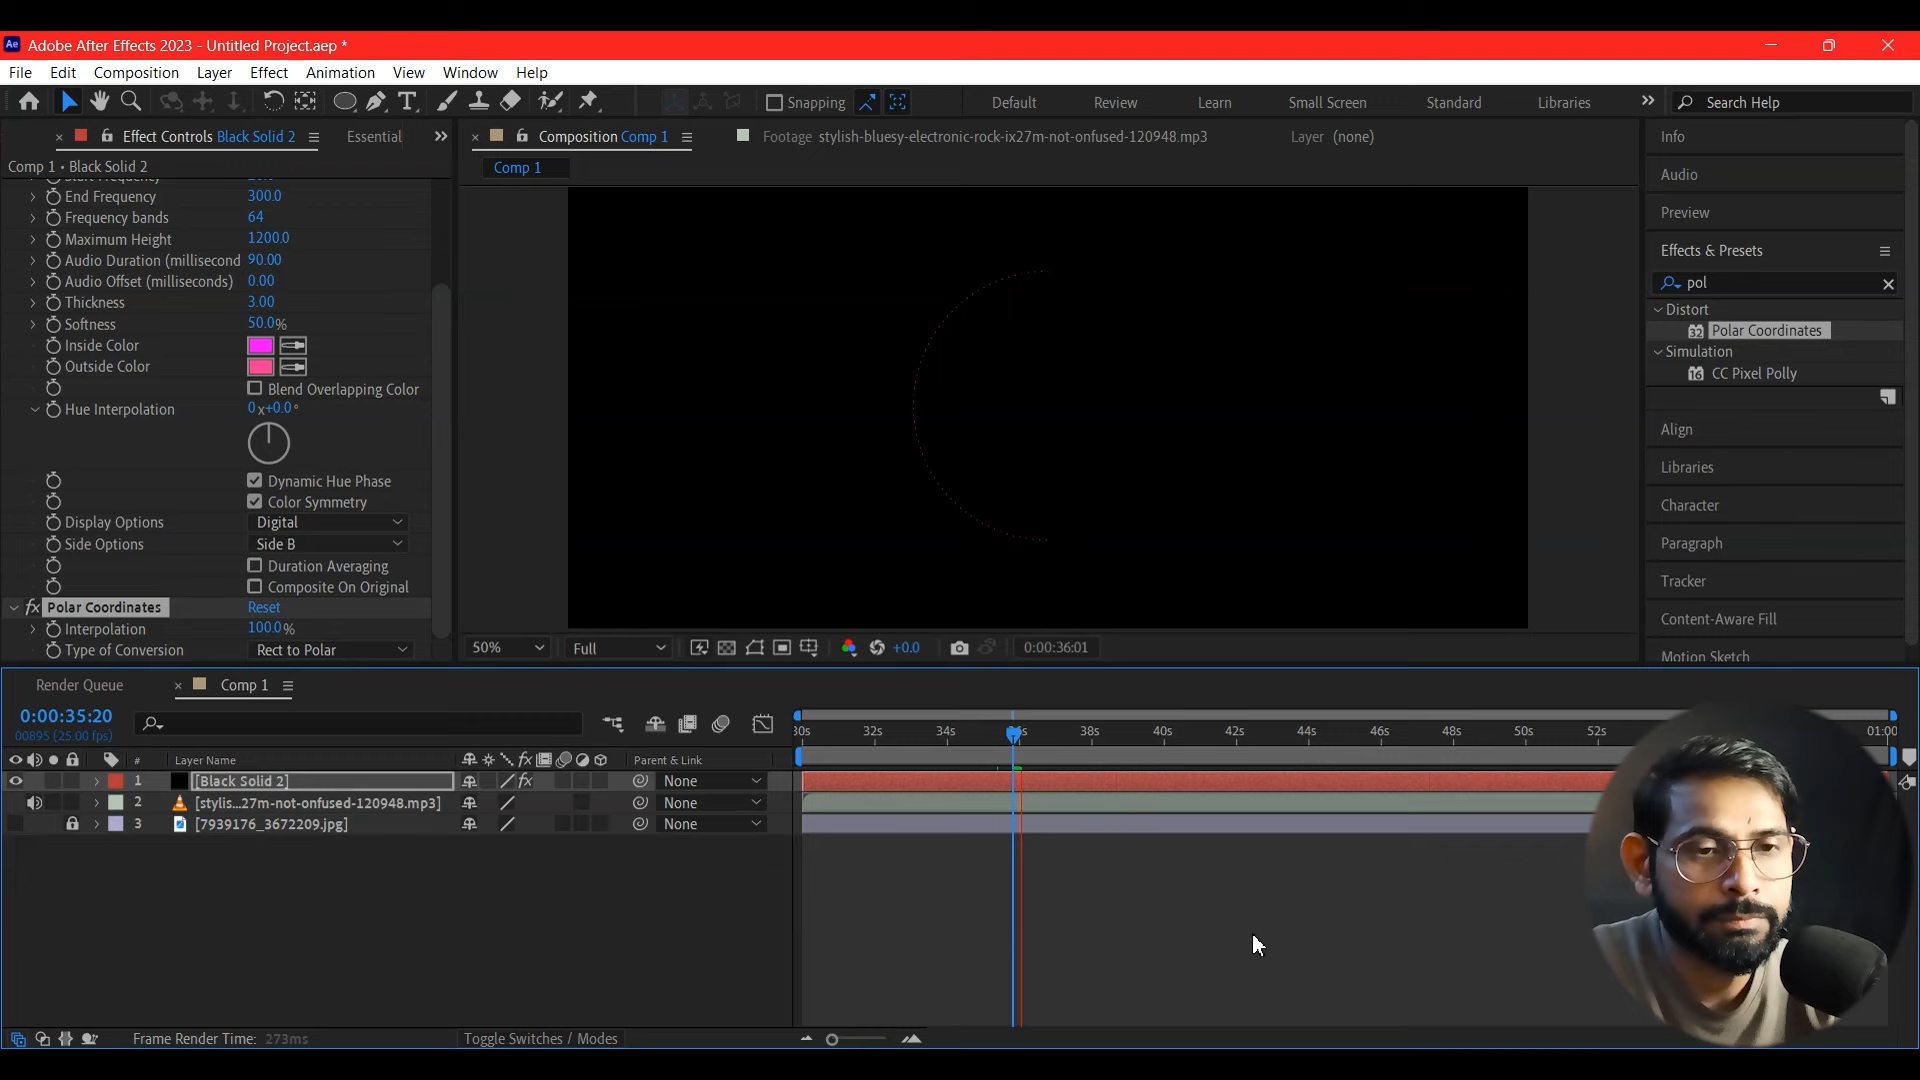 Ae Adobe After Effects 2023 - Untitled Project.aep *
File Edit Composition Layer Effect Animation View Window Help
Snapping Default Review Learn Small Screen Standard Libraries Search Help
Effect Controls Black Solid 2 Essential
Composition Comp 1 Footage stylish-bluesy-electronic-rock-ix27m-not-onfused-120948.mp3 Layer (none)
Comp 1 • Black Solid 2
Comp 1
End Frequency 300.0
Frequency bands 64
Maximum Height 1200.0
Audio Duration (millisecond 90.00
Audio Offset (milliseconds) 0.00
Thickness 3.00
Softness 50.0%
Inside Color
Outside Color
Blend Overlapping Color
Hue Interpolation 0x+0.0°
Dynamic Hue Phase
Color Symmetry
Display Options Digital
Side Options Side B
Duration Averaging
Composite On Original
fx Polar Coordinates Reset
Interpolation 100.0%
Type of Conversion Rect to Polar
50% Full +0.0 0:00:36:01
Info
Audio
Preview
Effects & Presets
pol
Distort
32 Polar Coordinates
Simulation
16 CC Pixel Polly
Align
Libraries
Character
Paragraph
Tracker
Content-Aware Fill
Motion Sketch
Render Queue Comp 1
0:00:35:20
00895 (25.00 fps)
32s 34s 38s 40s 42s 44s 46s 48s 50s 52s 01:00
# Layer Name fx Parent & Link
1 [Black Solid 2] fx None
2 [stylis...27m-not-onfused-120948.mp3] None
3 [7939176_3672209.jpg] None
Frame Render Time: 273ms Toggle Switches / Modes